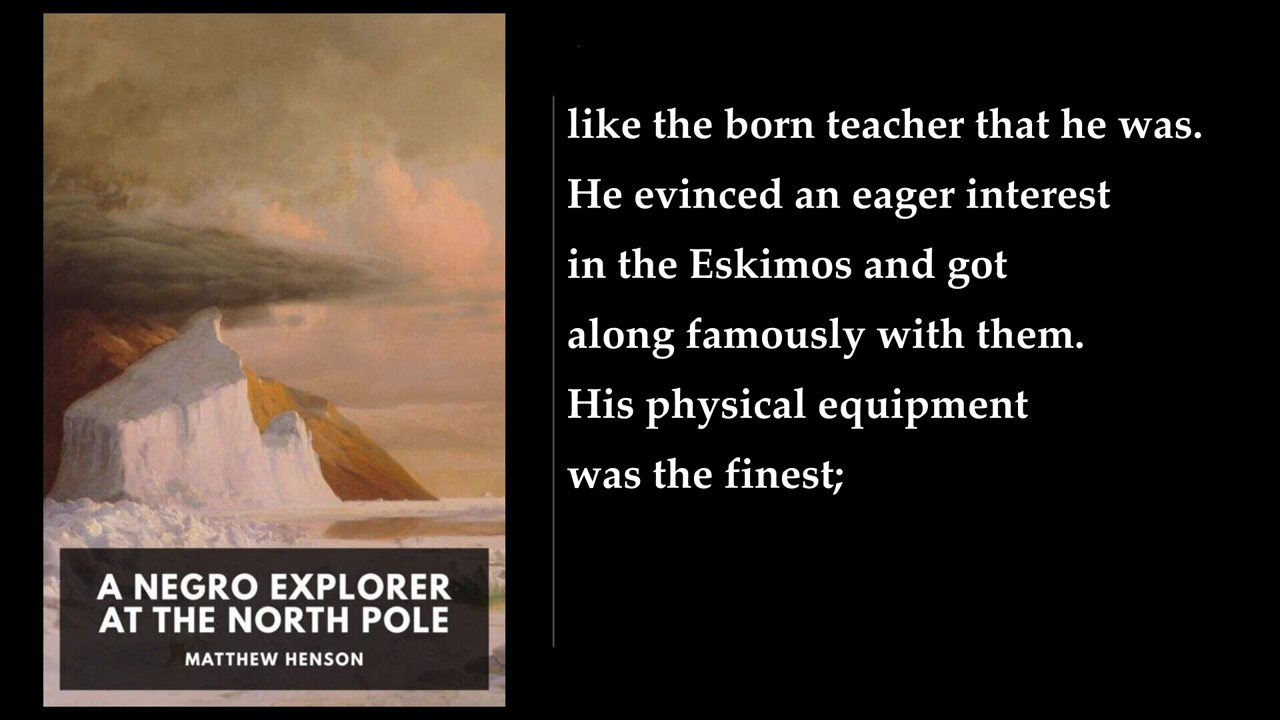 like the born teacher that he was.
He evinced an eager interest
in the Eskimos and got
along famously with them.
His physical equipment
was the finest;
A NEGRO EXPLORER
AT THE NORTH POLE
MATTHEW HENSON